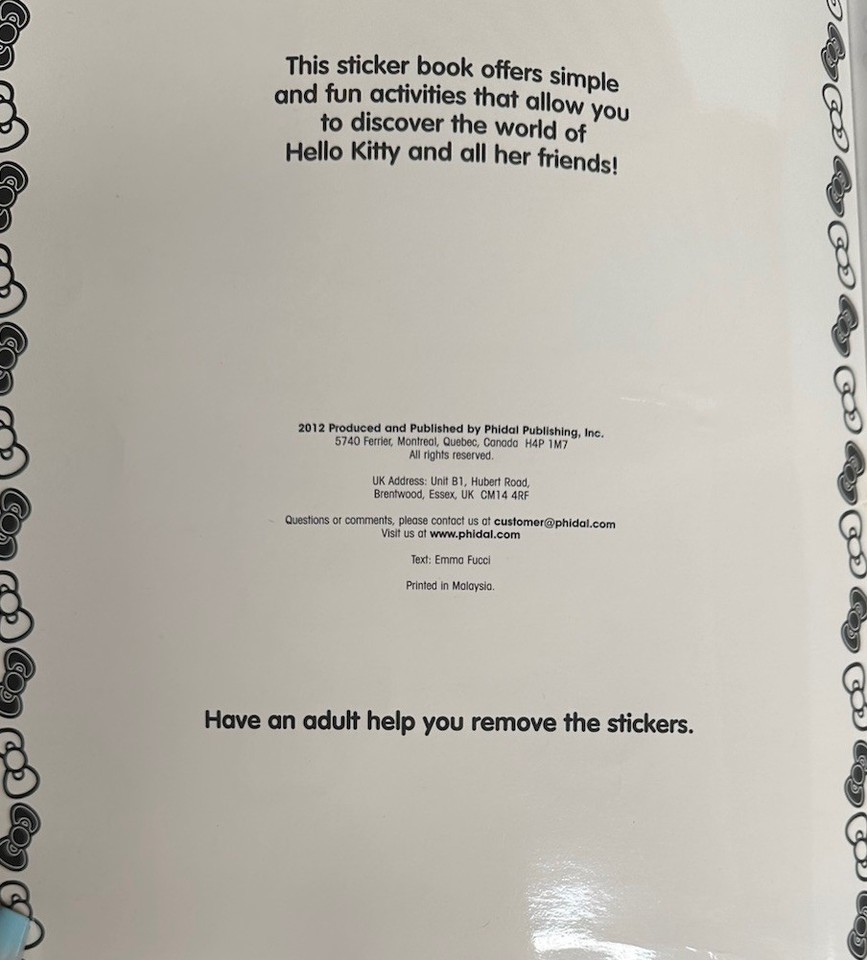 This sticker book offers simple
and fun activities that allow you
to discover the world of
Hello Kitty and all her friends!
2012 Produced and Published by Phidal Publishing, Inc.
5740 Ferrier, Montreal, Quebec, Canada H4P 1M7
All rights reserved.
UK Address: Unit B1, Hubert Road,
Brentwood, Essex, UK CM14 4RF
Questions or comments, please contact us at customer@phidal.com
Visit us at www.phidal.com
Text: Emma Fucci
Printed in Malaysia.
Have an adult help you remove the stickers.